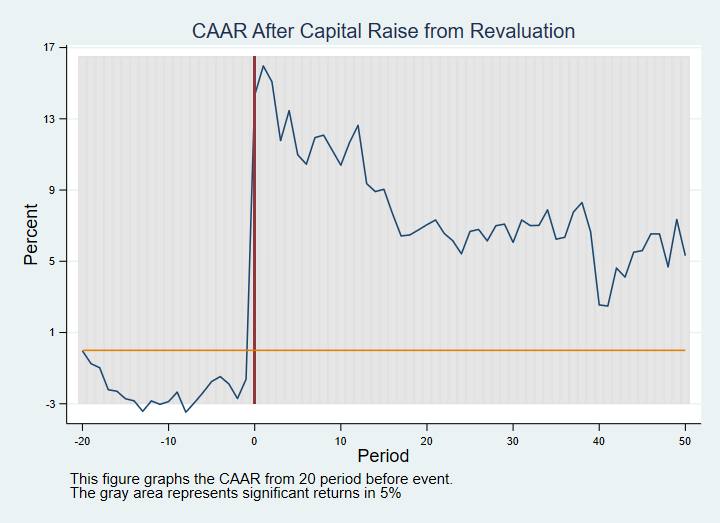 CAAR After Capital Raise from Revaluation
17
13
9
5
1
-3
Percent
-20
-10
0
10
20
30
40
50
Period
This figure graphs the CAAR from 20 period before event.
The gray area represents significant returns in 5%